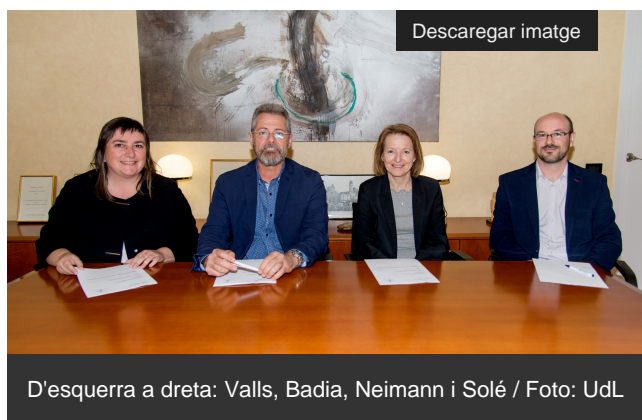 Descaregar imatge
D'esquerra a dreta: Valls, Badia, Neimann i Solé / Foto: UdL